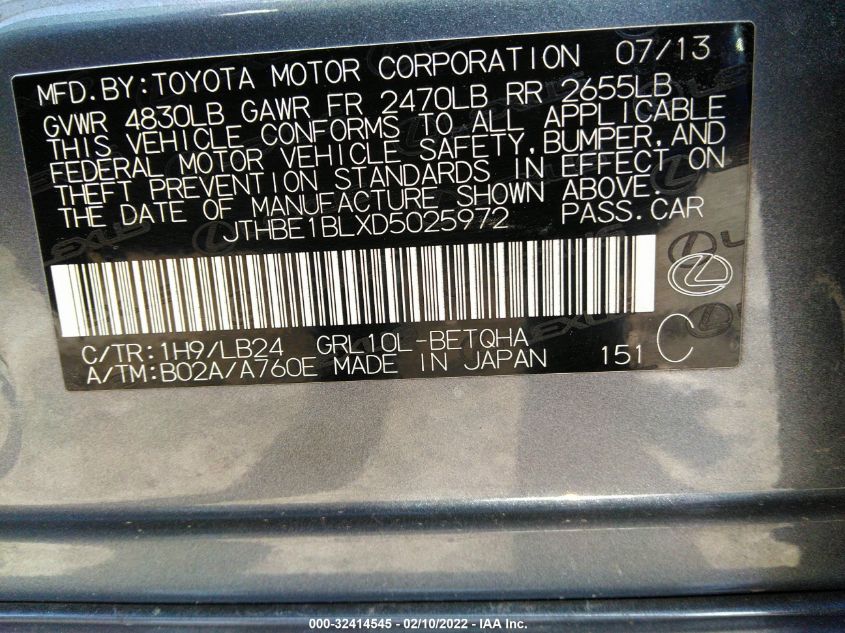 MFD.BY:TOYOTA MOTOR CORPORATION 07/13
GVWR 4830LB GAWR FR 2470LB RR 2655LB
THIS VEHICLE CONFORMS TO ALL APPLICABLE
FEDERAL MOTOR VEHICLE SAFETY,BUMPER,AND
THEFT PREVENTION STANDARDS IN EFFECT ON
THE DATE OF MANUFACTURE SHOWN ABOVE.
JTHBE1BLXD5025972 PASS.CAR
C/TR:1H9/LB24 GRL10L-BETQHA
A/TM:B02A/A760E MADE IN JAPAN 151 C
000-32414545 - 02/10/2022 - IAA Inc.